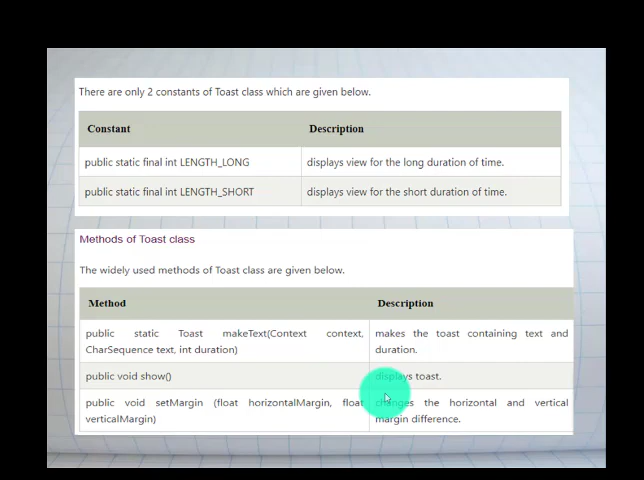 There are only 2 constants of Toast class which are given below.
Constant Description
public static final int LENGTH_LONG displays view for the long duration of time.
public static final int LENGTH_SHORT displays view for the short duration of time.
Methods of Toast class
The widely used methods of Toast class are given below.
Method Description
public static Toast makeText(Context context, makes the toast containing text and
CharSequence text, int duration) duration.
public void show() displays toast.
public void setMargin (float horizontalMargin, float changes the horizontal and vertical
verticalMargin) margin difference.